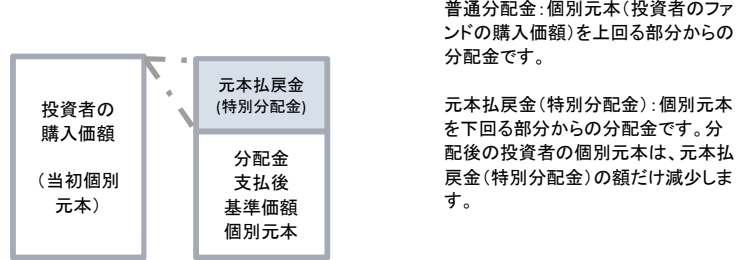 投資者の
購入価額
（当初個別
元本）
元本払戻金
(特別分配金)
分配金
支払後
基準価額
個別元本
普通分配金：個別元本（投資者のファ
ンドの購入価額）を上回る部分からの
分配金です。
元本払戻金（特別分配金）：個別元本
を下回る部分からの分配金です。分
配後の投資者の個別元本は、元本払
戻金（特別分配金）の額だけ減少しま
す。